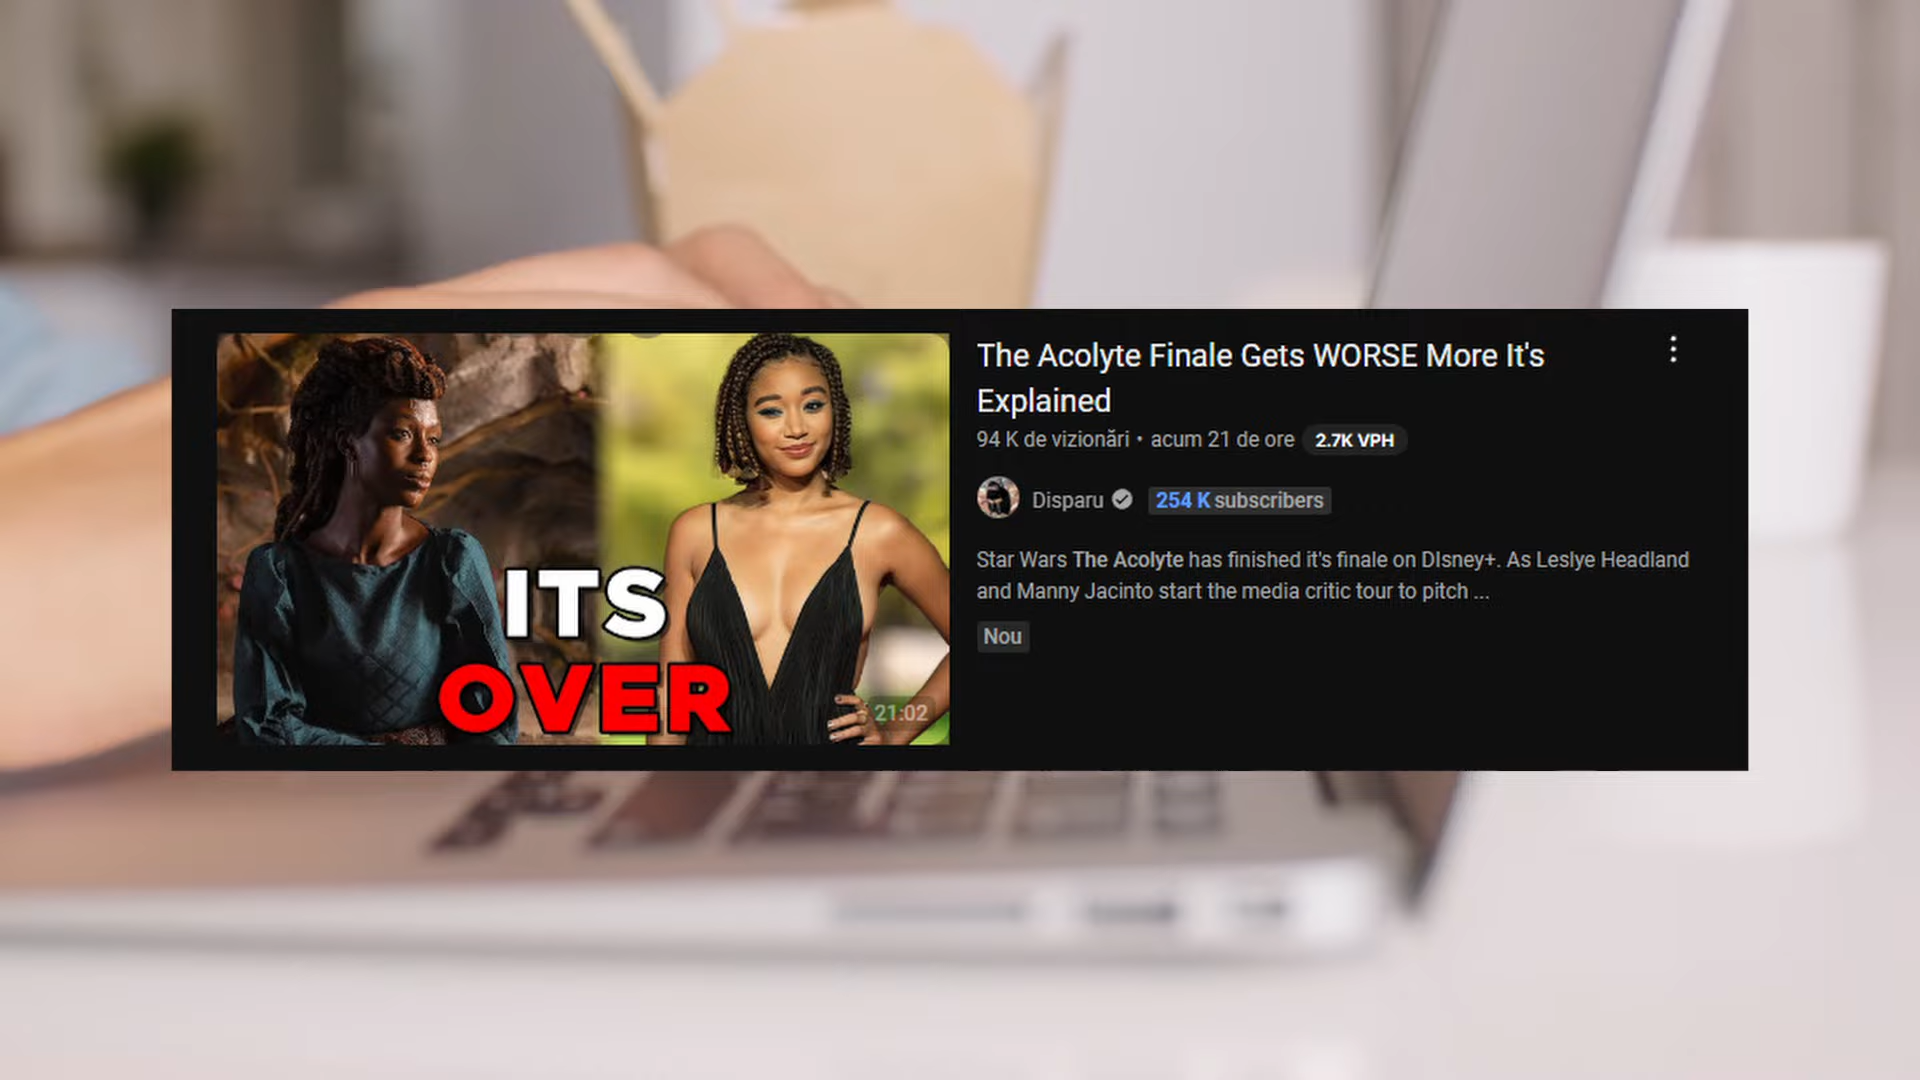 The Acolyte Finale Gets WORSE More It's
Explained
94 K de vizionări • acum 21 de ore 2.7K VPH
Disparu 254 K subscribers
Star Wars The Acolyte has finished it's finale on DIsney+. As Leslye Headland
and Manny Jacinto start the media critic tour to pitch ...
Nou
ITS
OVER
21:02